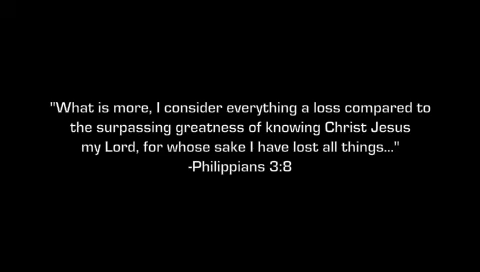 "What is more, I consider everything a loss compared to
the surpassing greatness of knowing Christ Jesus
my Lord, for whose sake I have lost all things..."
-Philippians 3:8